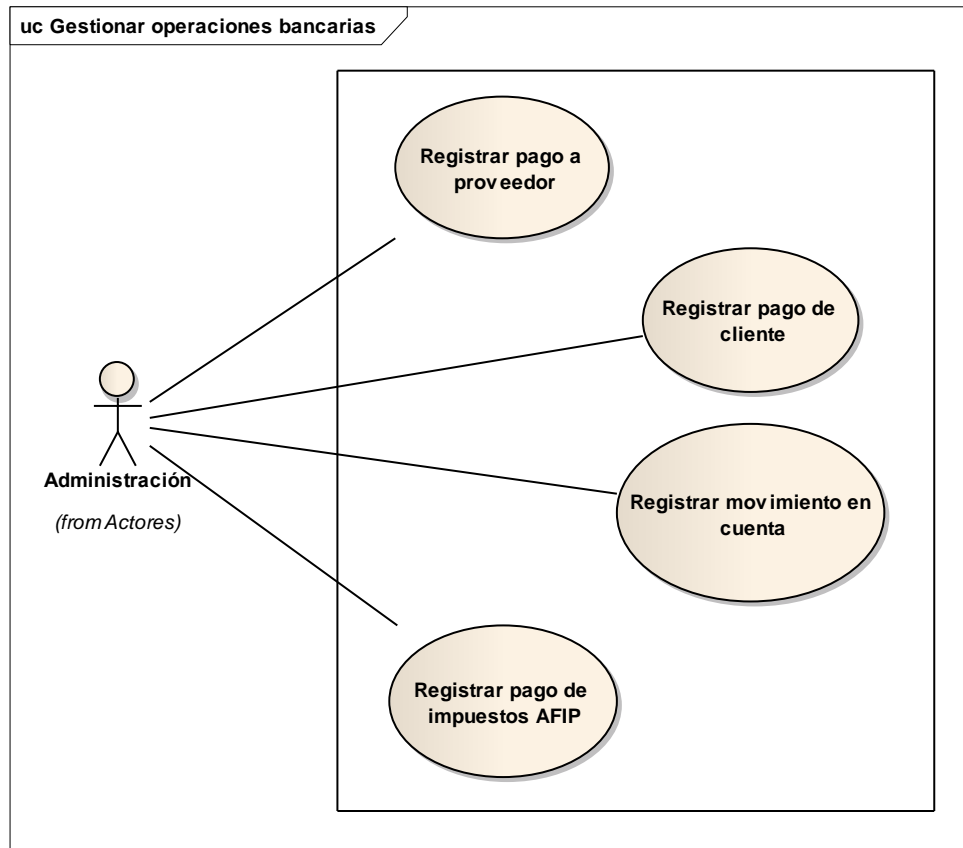 uc Gestionar operaciones bancarias
Registrar pago a
proveedor
Registrar pago de
cliente
Administración
(from Actores)
Registrar movimiento en
cuenta
Registrar pago de
impuestos AFIP